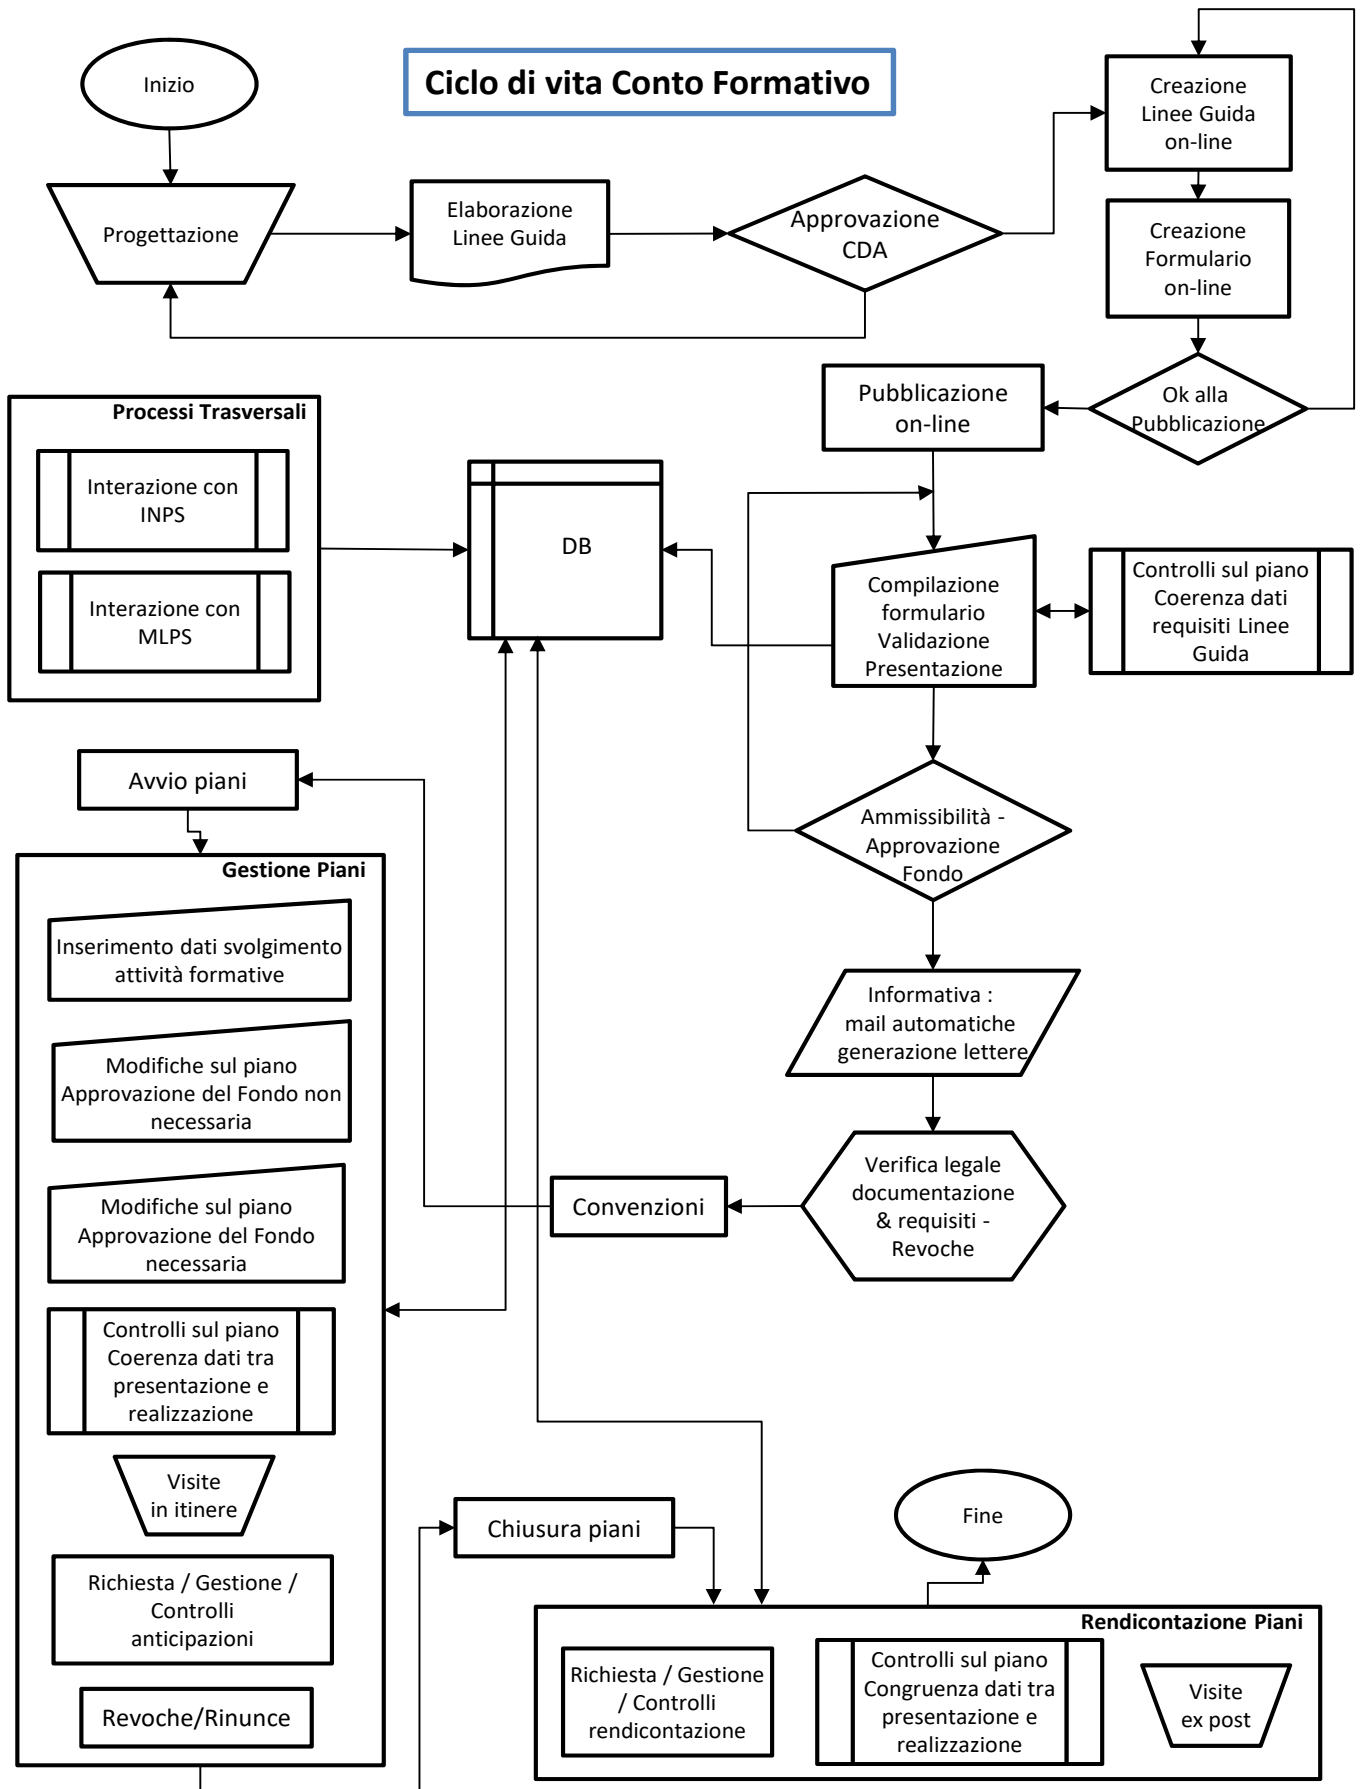 Inizio
Ciclo di vita Conto Formativo
Creazione
Linee Guida
on-line
Progettazione
Elaborazione
Linee Guida
Approvazione
CDA
Creazione
Formulario
on-line
Ok alla
Pubblicazione
Pubblicazione
on-line
Processi Trasversali
Interazione con
INPS
Interazione con
MLPS
DB
Compilazione
formulario
Validazione
Presentazione
Controlli sul piano
Coerenza dati
requisiti Linee
Guida
Avvio piani
Ammissibilità -
Approvazione
Fondo
Gestione Piani
Inserimento dati svolgimento
attività formative
Modifiche sul piano
Approvazione del Fondo non
necessaria
Modifiche sul piano
Approvazione del Fondo
necessaria
Controlli sul piano
Coerenza dati tra
presentazione e
realizzazione
Visite
in itinere
Richiesta / Gestione /
Controlli
anticipazioni
Revoche/Rinunce
Informativa :
mail automatiche
generazione lettere
Verifica legale
documentazione
& requisiti -
Revoche
Convenzioni
Chiusura piani
Fine
Rendicontazione Piani
Richiesta / Gestione
/ Controlli
rendicontazione
Controlli sul piano
Congruenza dati tra
presentazione e
realizzazione
Visite
ex post